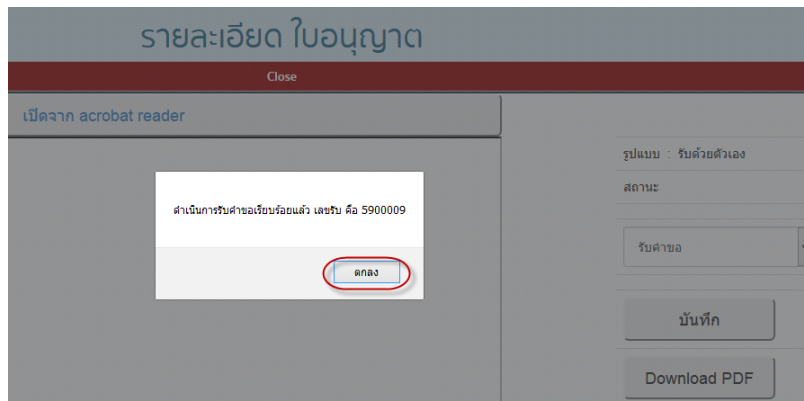 รายละเอียด ใบอนุญาต
Close
เปิดจาก acrobat reader
รูปแบบ : รับด้วยตัวเอง
สถานะ
ดำเนินการรับคำขอเรียบร้อยแล้ว เลขรับ คือ 5900009
รับคำขอ
ตกลง
บันทึก
Download PDF